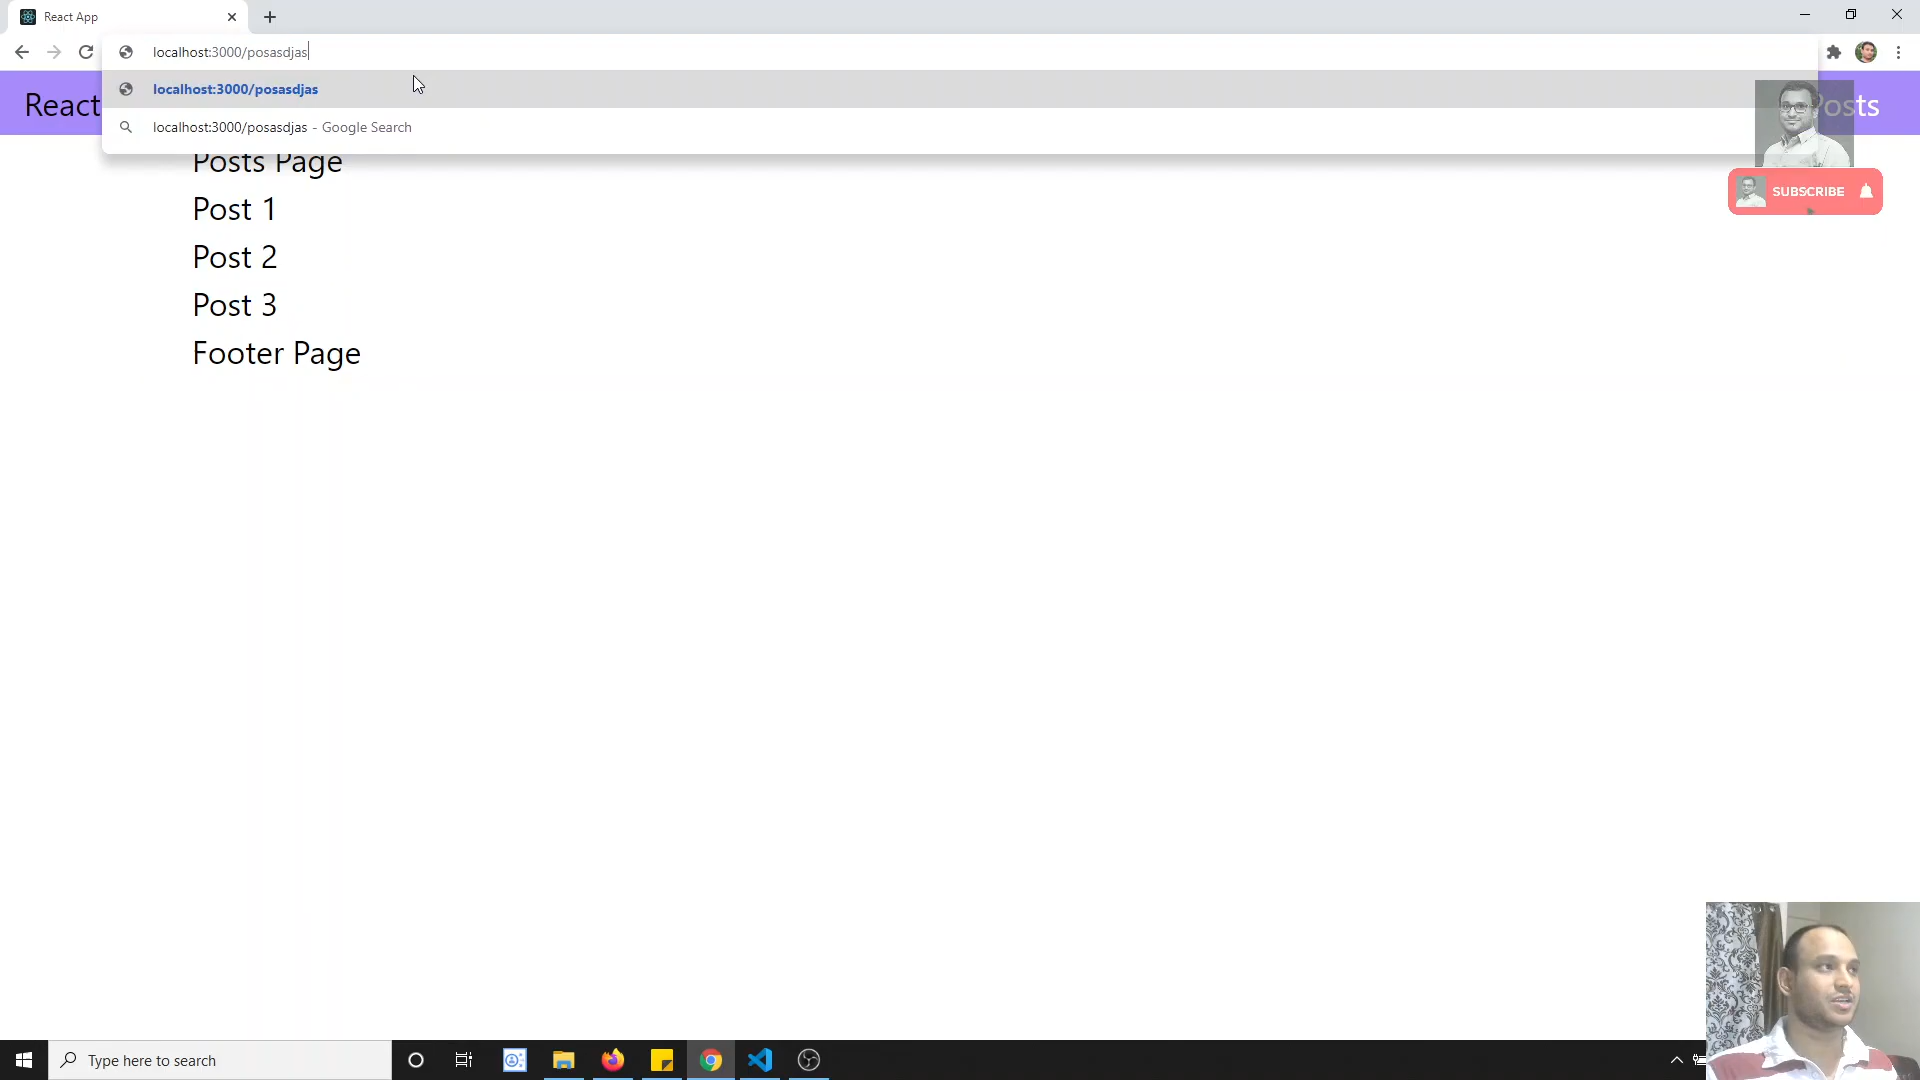 React App
localhost:3000/posasdjas
localhost:3000/posasdjas
localhost:3000/posasdjas - Google Search
React
Posts
SUBSCRIBE
Posts Page
Post 1
Post 2
Post 3
Footer Page
Type here to search